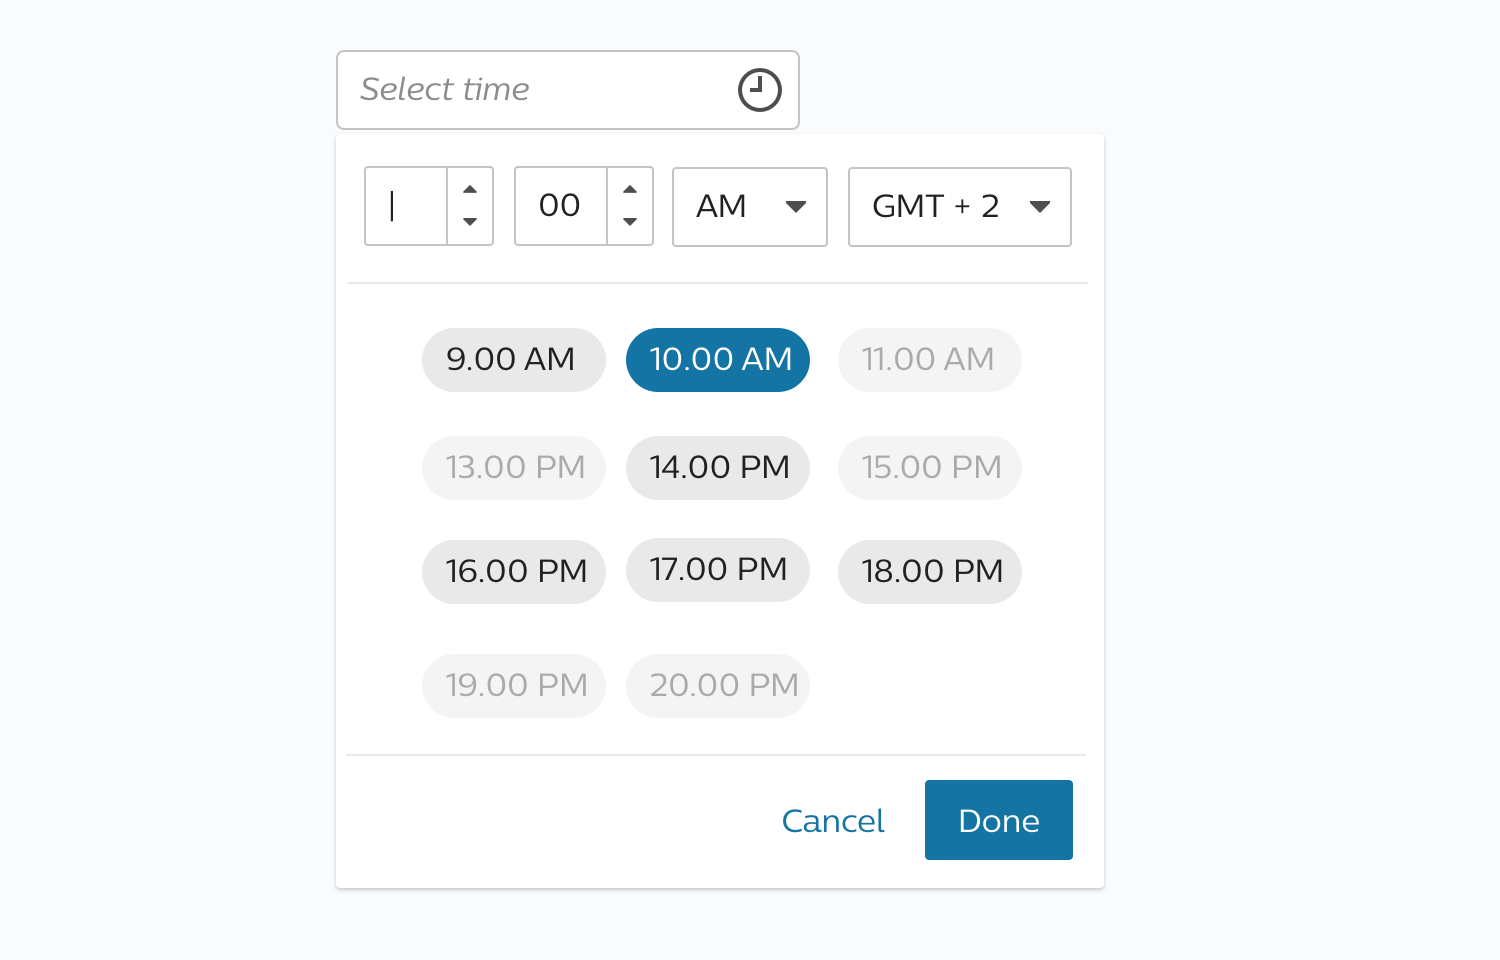 Select time
00 AM GMT + 2
9.00 AM 10.00 AM 11.00 AM
13.00 PM 14.00 PM 15.00 PM
16.00 PM 17.00 PM 18.00 PM
19.00 PM 20.00 PM
Cancel Done